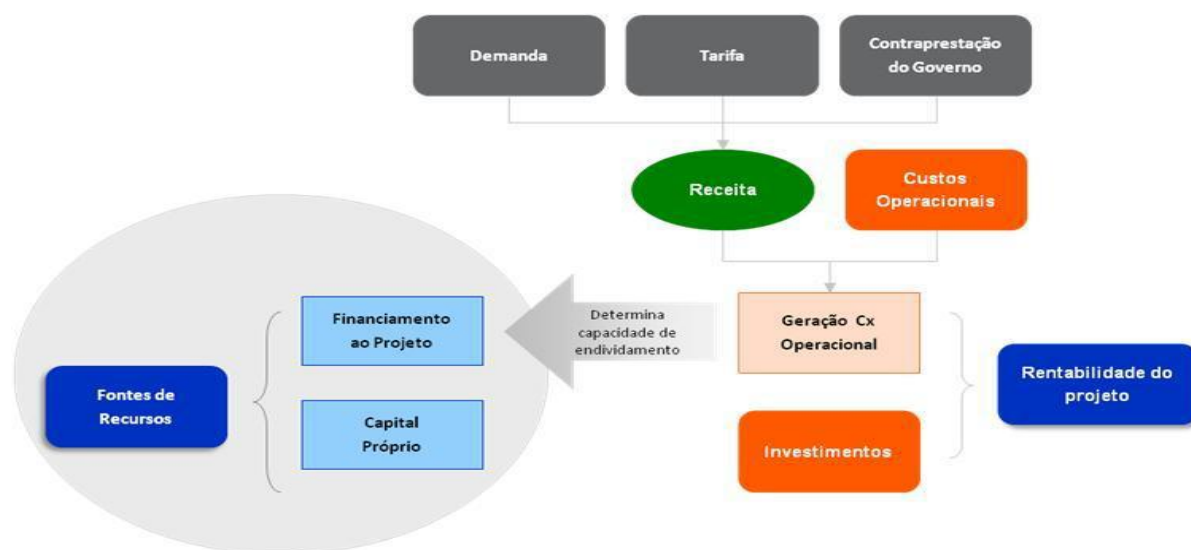 Demanda
Tarifa
Contraprestação
do Governo
Receita
Custos
Operacionais
Determina
capacidade de
endividamento
Geração Cx
Operacional
Financiamento
ao Projeto
Rentabilidade do
projeto
Fontes de
Recursos
Capital
Próprio
Investimentos